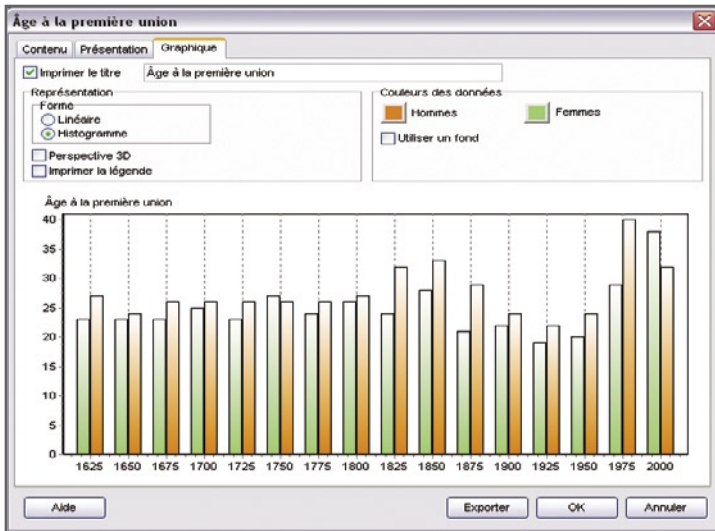 Âge à la première union
Contenu Présentation Graphique
Imprimer le titre Âge à la première union
Représentation
Forme
Linéaire
Histogramme
Perspective 3D
Imprimer la légende
Couleurs des données
Hommes Femmes
Utiliser un fond
Âge à la première union
40
35
30
25
20
15
10
5
0
1625 1650 1675 1700 1725 1750 1775 1800 1825 1850 1875 1900 1925 1950 1975 2000
Aide Exporter OK Annuler